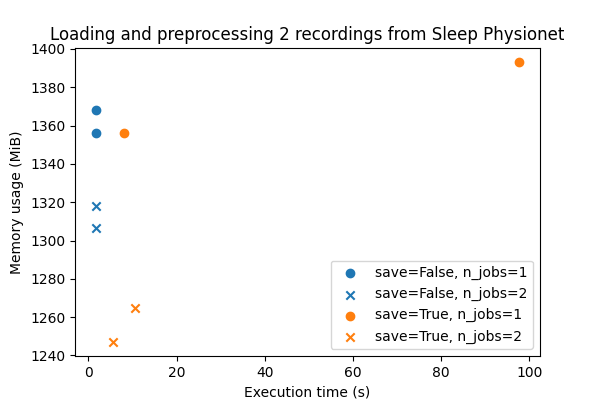 Loading and preprocessing 2 recordings from Sleep Physionet
1400
1380
1360
1340
1320
1300
1280
1260
1240
Memory usage (MiB)
save=False, n_jobs=1
save=False, n_jobs=2
save=True, n_jobs=1
save=True, n_jobs=2
0 20 40 60 80 100
Execution time (s)